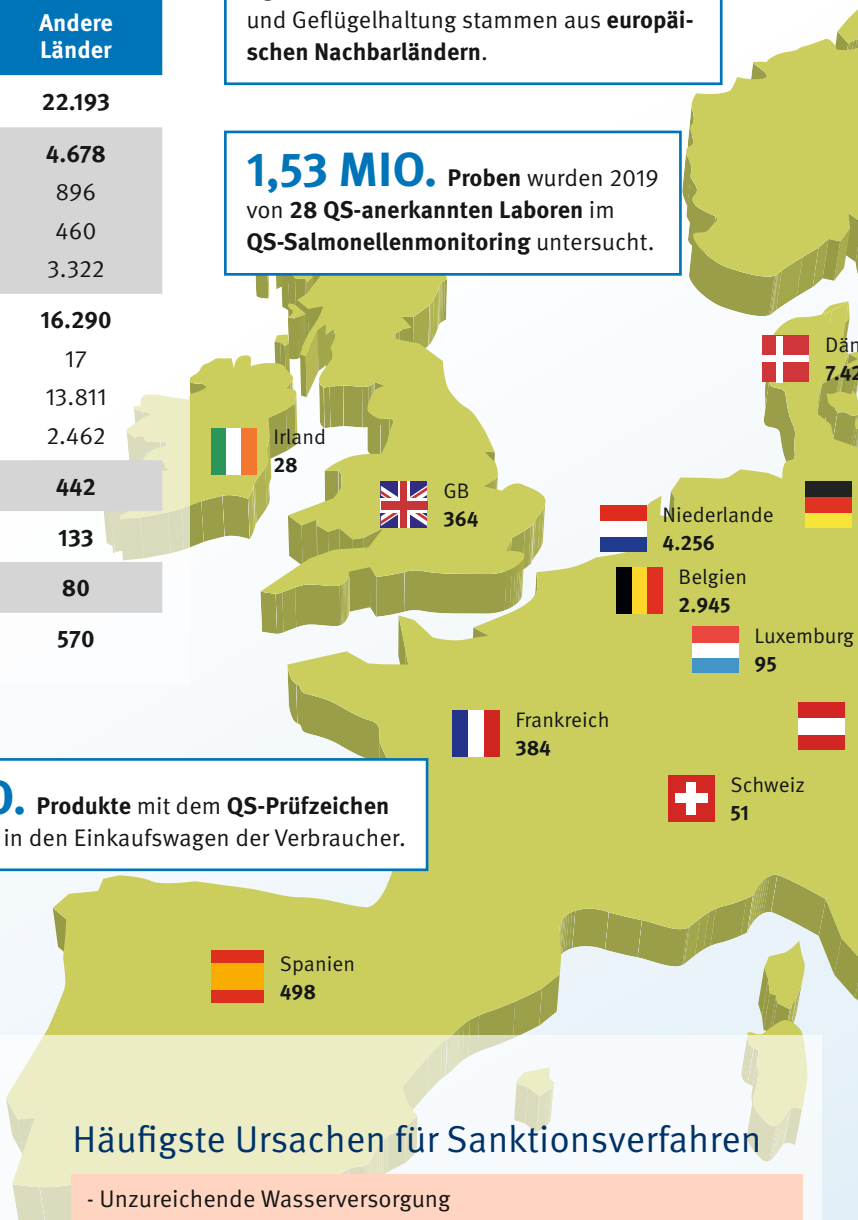 Andere
Länder
22.193
4.678
896
460
3.322
16.290
17
13.811
2.462
442
133
80
570
und Geflügelhaltung stammen aus europäi-
schen Nachbarländern.
1,53 MIO. Proben wurden 2019
von 28 QS-anerkannten Laboren im
QS-Salmonellenmonitoring untersucht.
Irland
28
GB
364
Niederlande
4.256
Belgien
2.945
Luxemburg
95
Frankreich
384
Schweiz
51
Produkte mit dem QS-Prüfzeichen
in den Einkaufswagen der Verbraucher.
Spanien
498
Häufigste Ursachen für Sanktionsverfahren
- Unzureichende Wasserversorgung